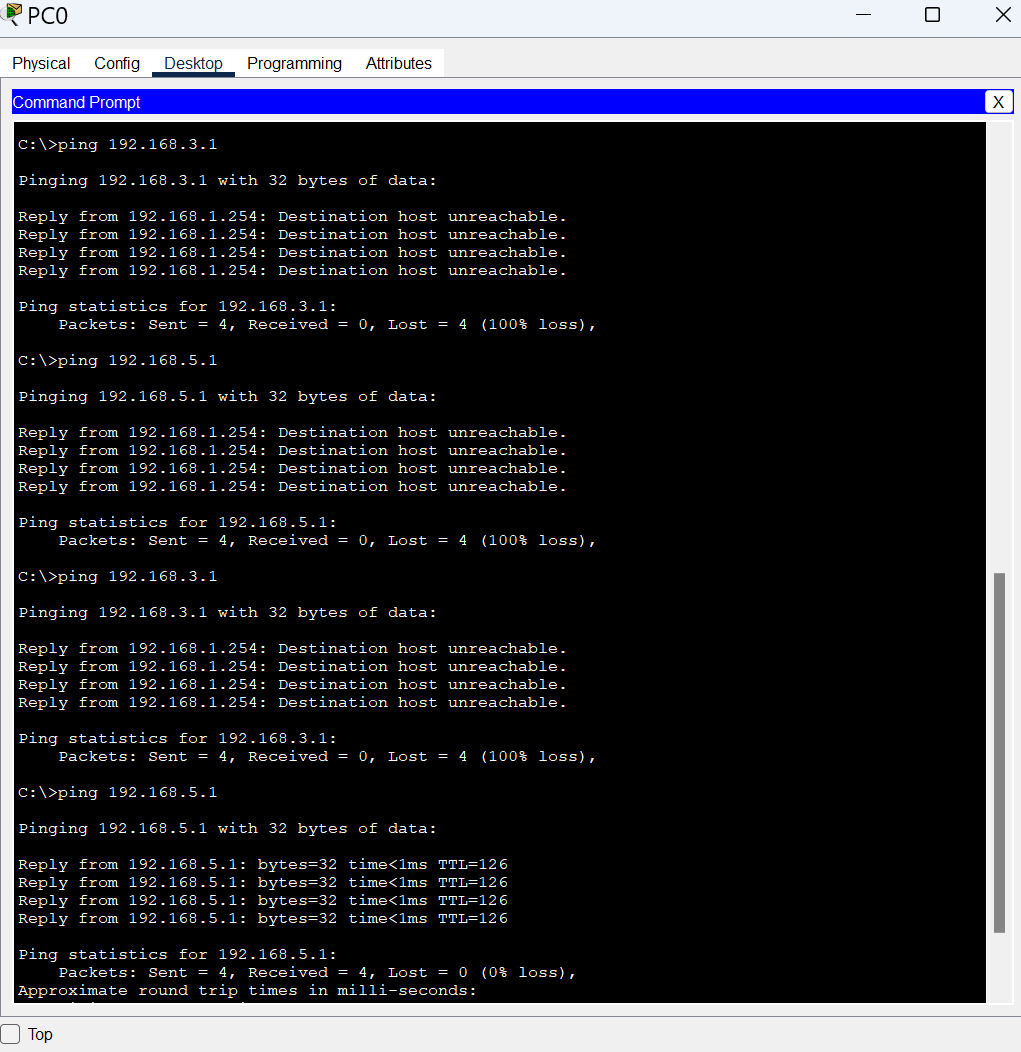 PC0
Physical Config Desktop Programming Attributes
Command Prompt X
C:\>ping 192.168.3.1
Pinging 192.168.3.1 with 32 bytes of data:
Reply from 192.168.1.254: Destination host unreachable.
Reply from 192.168.1.254: Destination host unreachable.
Reply from 192.168.1.254: Destination host unreachable.
Reply from 192.168.1.254: Destination host unreachable.
Ping statistics for 192.168.3.1:
    Packets: Sent = 4, Received = 0, Lost = 4 (100% loss),
C:\>ping 192.168.5.1
Pinging 192.168.5.1 with 32 bytes of data:
Reply from 192.168.1.254: Destination host unreachable.
Reply from 192.168.1.254: Destination host unreachable.
Reply from 192.168.1.254: Destination host unreachable.
Reply from 192.168.1.254: Destination host unreachable.
Ping statistics for 192.168.5.1:
    Packets: Sent = 4, Received = 0, Lost = 4 (100% loss),
C:\>ping 192.168.3.1
Pinging 192.168.3.1 with 32 bytes of data:
Reply from 192.168.1.254: Destination host unreachable.
Reply from 192.168.1.254: Destination host unreachable.
Reply from 192.168.1.254: Destination host unreachable.
Reply from 192.168.1.254: Destination host unreachable.
Ping statistics for 192.168.3.1:
    Packets: Sent = 4, Received = 0, Lost = 4 (100% loss),
C:\>ping 192.168.5.1
Pinging 192.168.5.1 with 32 bytes of data:
Reply from 192.168.5.1: bytes=32 time<1ms TTL=126
Reply from 192.168.5.1: bytes=32 time<1ms TTL=126
Reply from 192.168.5.1: bytes=32 time<1ms TTL=126
Reply from 192.168.5.1: bytes=32 time<1ms TTL=126
Ping statistics for 192.168.5.1:
    Packets: Sent = 4, Received = 4, Lost = 0 (0% loss),
Approximate round trip times in milli-seconds:
Top